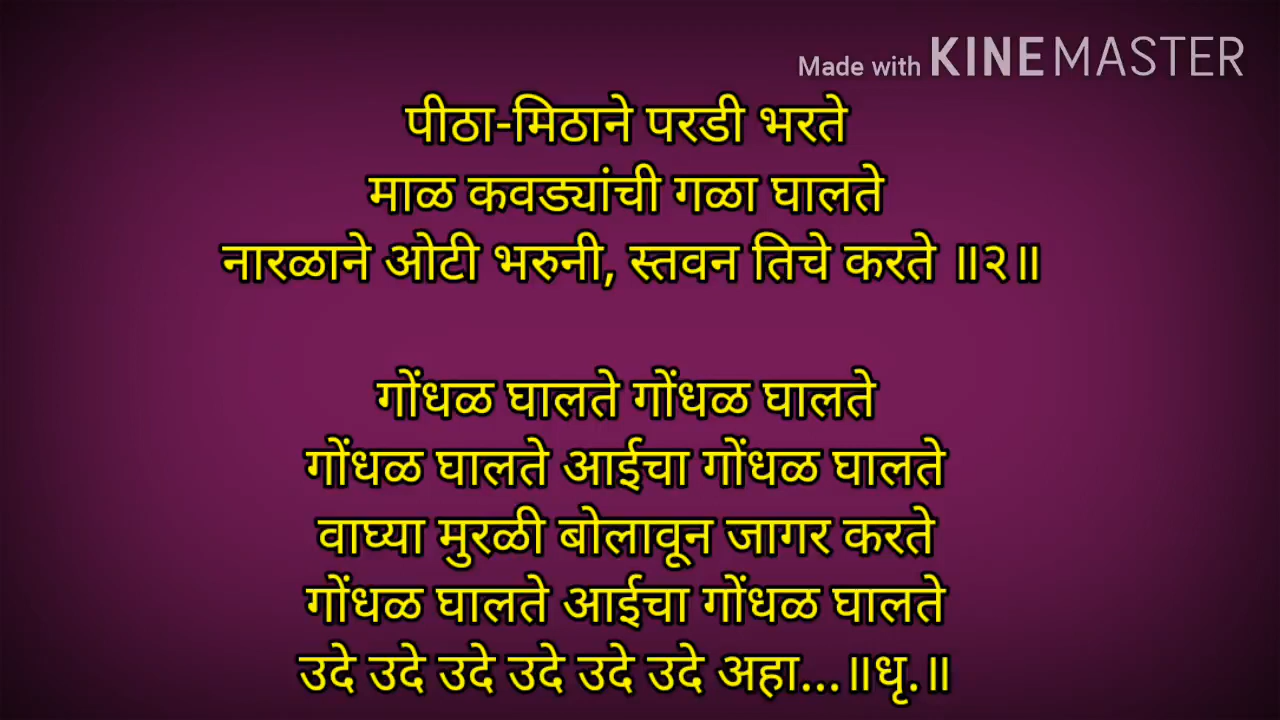 Made with KINEMASTER
पीठा-मिठाने परडी भरते
माळ कवड्यांची गळा घालते
नारळाने ओटी भरुनी, स्तवन तिचे करते ॥२॥
गोंधळ घालते गोंधळ घालते
गोंधळ घालते आईचा गोंधळ घालते
वाघ्या मुरळी बोलावून जागर करते
गोंधळ घालते आईचा गोंधळ घालते
उदे उदे उदे उदे उदे उदे अहा...॥धृ.॥